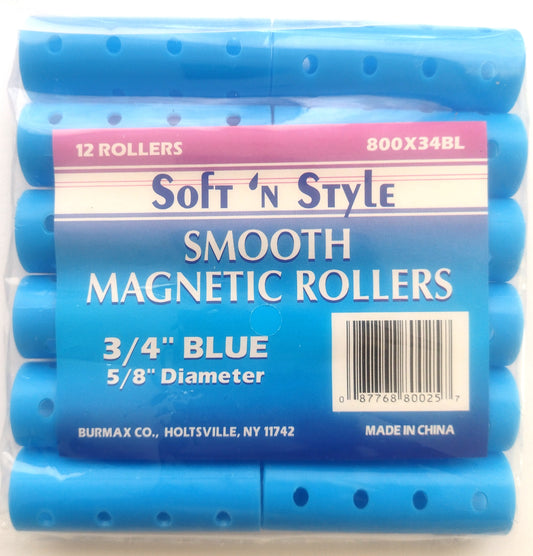 12 ROLLERS 800X34BL
Soft 'n Style
SMOOTH
MAGNETIC ROLLERS
3/4" BLUE
5/8" Diameter
0 87768 80025 7
BURMAX CO., HOLTSVILLE, NY 11742 MADE IN CHINA